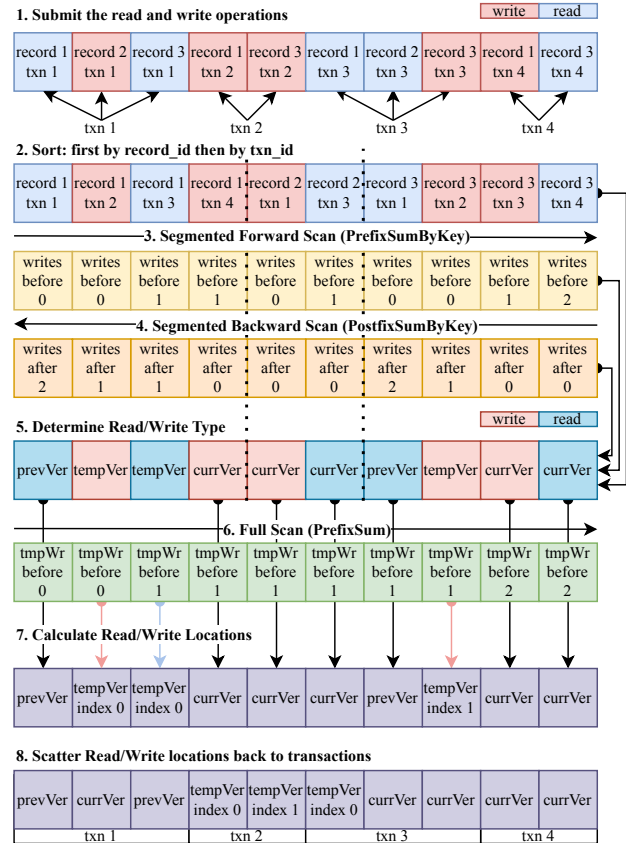 1. Submit the read and write operations
write read
record 1 record 2 record 3 record 1 record 3 record 1 record 2 record 3 record 1 record 3
txn 1 txn 1 txn 1 txn 2 txn 2 txn 3 txn 3 txn 3 txn 4 txn 4
txn 1 txn 2 txn 3 txn 4
2. Sort: first by record_id then by txn_id
record 1 record 1 record 1 record 1 record 2 record 2 record 3 record 3 record 3 record 3
txn 1 txn 2 txn 3 txn 4 txn 1 txn 3 txn 1 txn 2 txn 3 txn 4
3. Segmented Forward Scan (PrefixSumByKey)
writes writes writes writes writes writes writes writes writes writes
before before before before before before before before before before
0 0 1 1 0 1 0 0 1 2
4. Segmented Backward Scan (PostfixSumByKey)
writes writes writes writes writes writes writes writes writes writes
after after after after after after after after after after
2 1 1 0 0 0 2 1 0 0
5. Determine Read/Write Type
write read
prevVer tempVer tempVer currVer currVer currVer prevVer tempVer currVer currVer
6. Full Scan (PrefixSum)
tmpWr tmpWr tmpWr tmpWr tmpWr tmpWr tmpWr tmpWr tmpWr tmpWr
before before before before before before before before before before
0 0 1 1 1 1 1 1 2 2
7. Calculate Read/Write Locations
prevVer tempVer index 0 tempVer index 0 currVer currVer currVer prevVer tempVer index 1 currVer currVer
8. Scatter Read/Write locations back to transactions
prevVer currVer prevVer tempVer index 0 tempVer index 1 tempVer index 0 currVer currVer currVer currVer
txn 1 txn 2 txn 3 txn 4